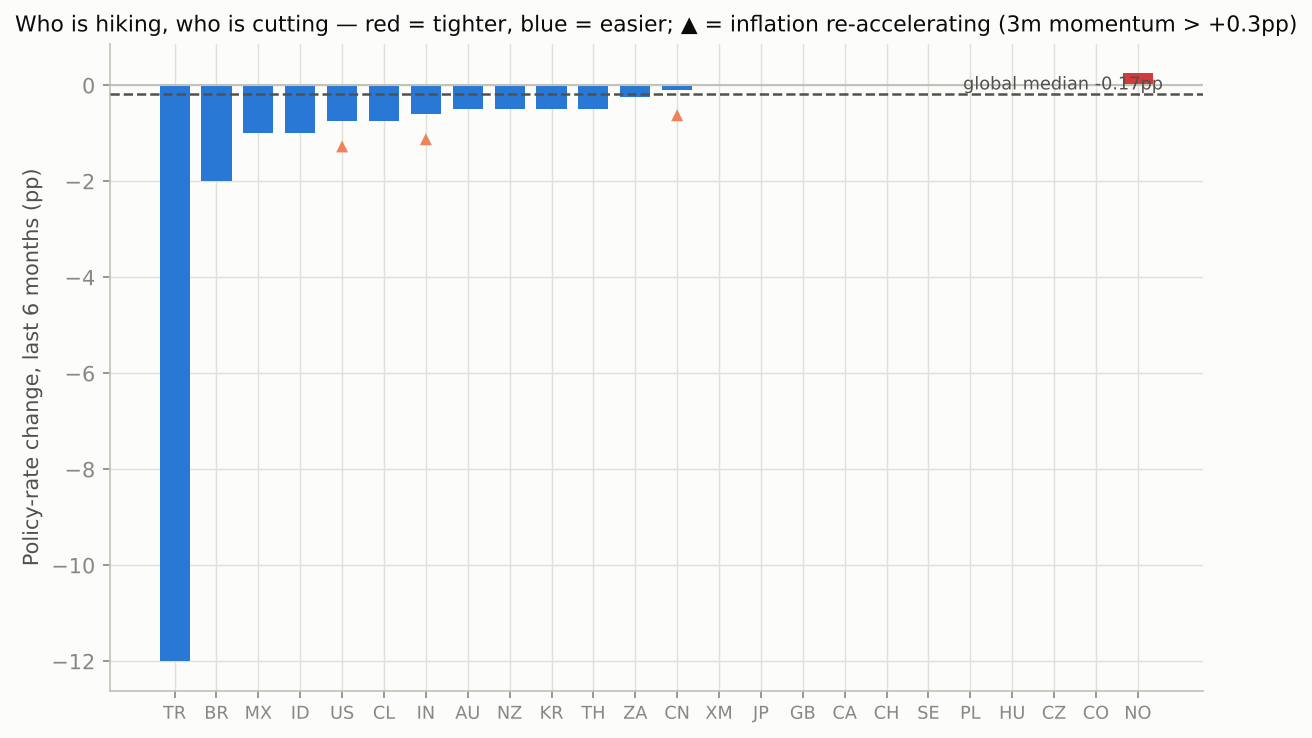 Who is hiking, who is cutting — red = tighter, blue = easier; ▲ = inflation re-accelerating (3m momentum > +0.3pp)
Policy-rate change, last 6 months (pp)
0
−2
−4
−6
−8
−10
−12
global median -0.17pp
TR BR MX ID US CL IN AU NZ KR TH ZA CN XM JP GB CA CH SE PL HU CZ CO NO